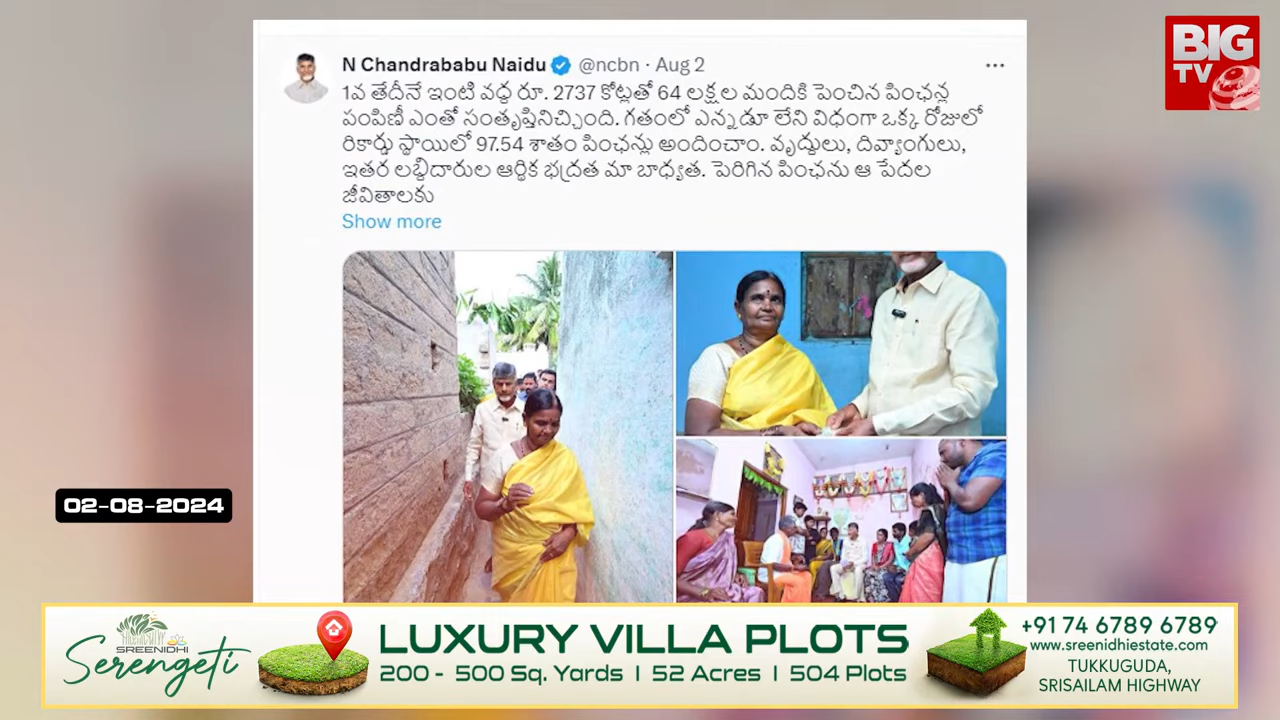 BIG
TV
N Chandrababu Naidu @ncbn · Aug 2
1వ తేదీనే ఇంటి వద్ద రూ. 2737 కోట్లతో 64 లక్షల మందికి పెంచిన పింఛన్ల
పంపిణీ ఎంతో సంతృప్తినిచ్చింది. గతంలో ఎన్నడూ లేని విధంగా ఒక్క రోజులో
రికార్డు స్థాయిలో 97.54 శాతం పింఛన్లు అందించాం. వృద్ధులు, దివ్యాంగులు,
ఇతర లబ్ధిదారుల ఆర్థిక భద్రత మా బాధ్యత. పెరిగిన పింఛను ఆ పేదల
జీవితాలకు
Show more
02-08-2024
SREENIDHI
Serengeti
LUXURY VILLA PLOTS
200 - 500 Sq. Yards | 52 Acres | 504 Plots
+91 74 6789 6789
www.sreenidhiestate.com
TUKKUGUDA,
SRISAILAM HIGHWAY